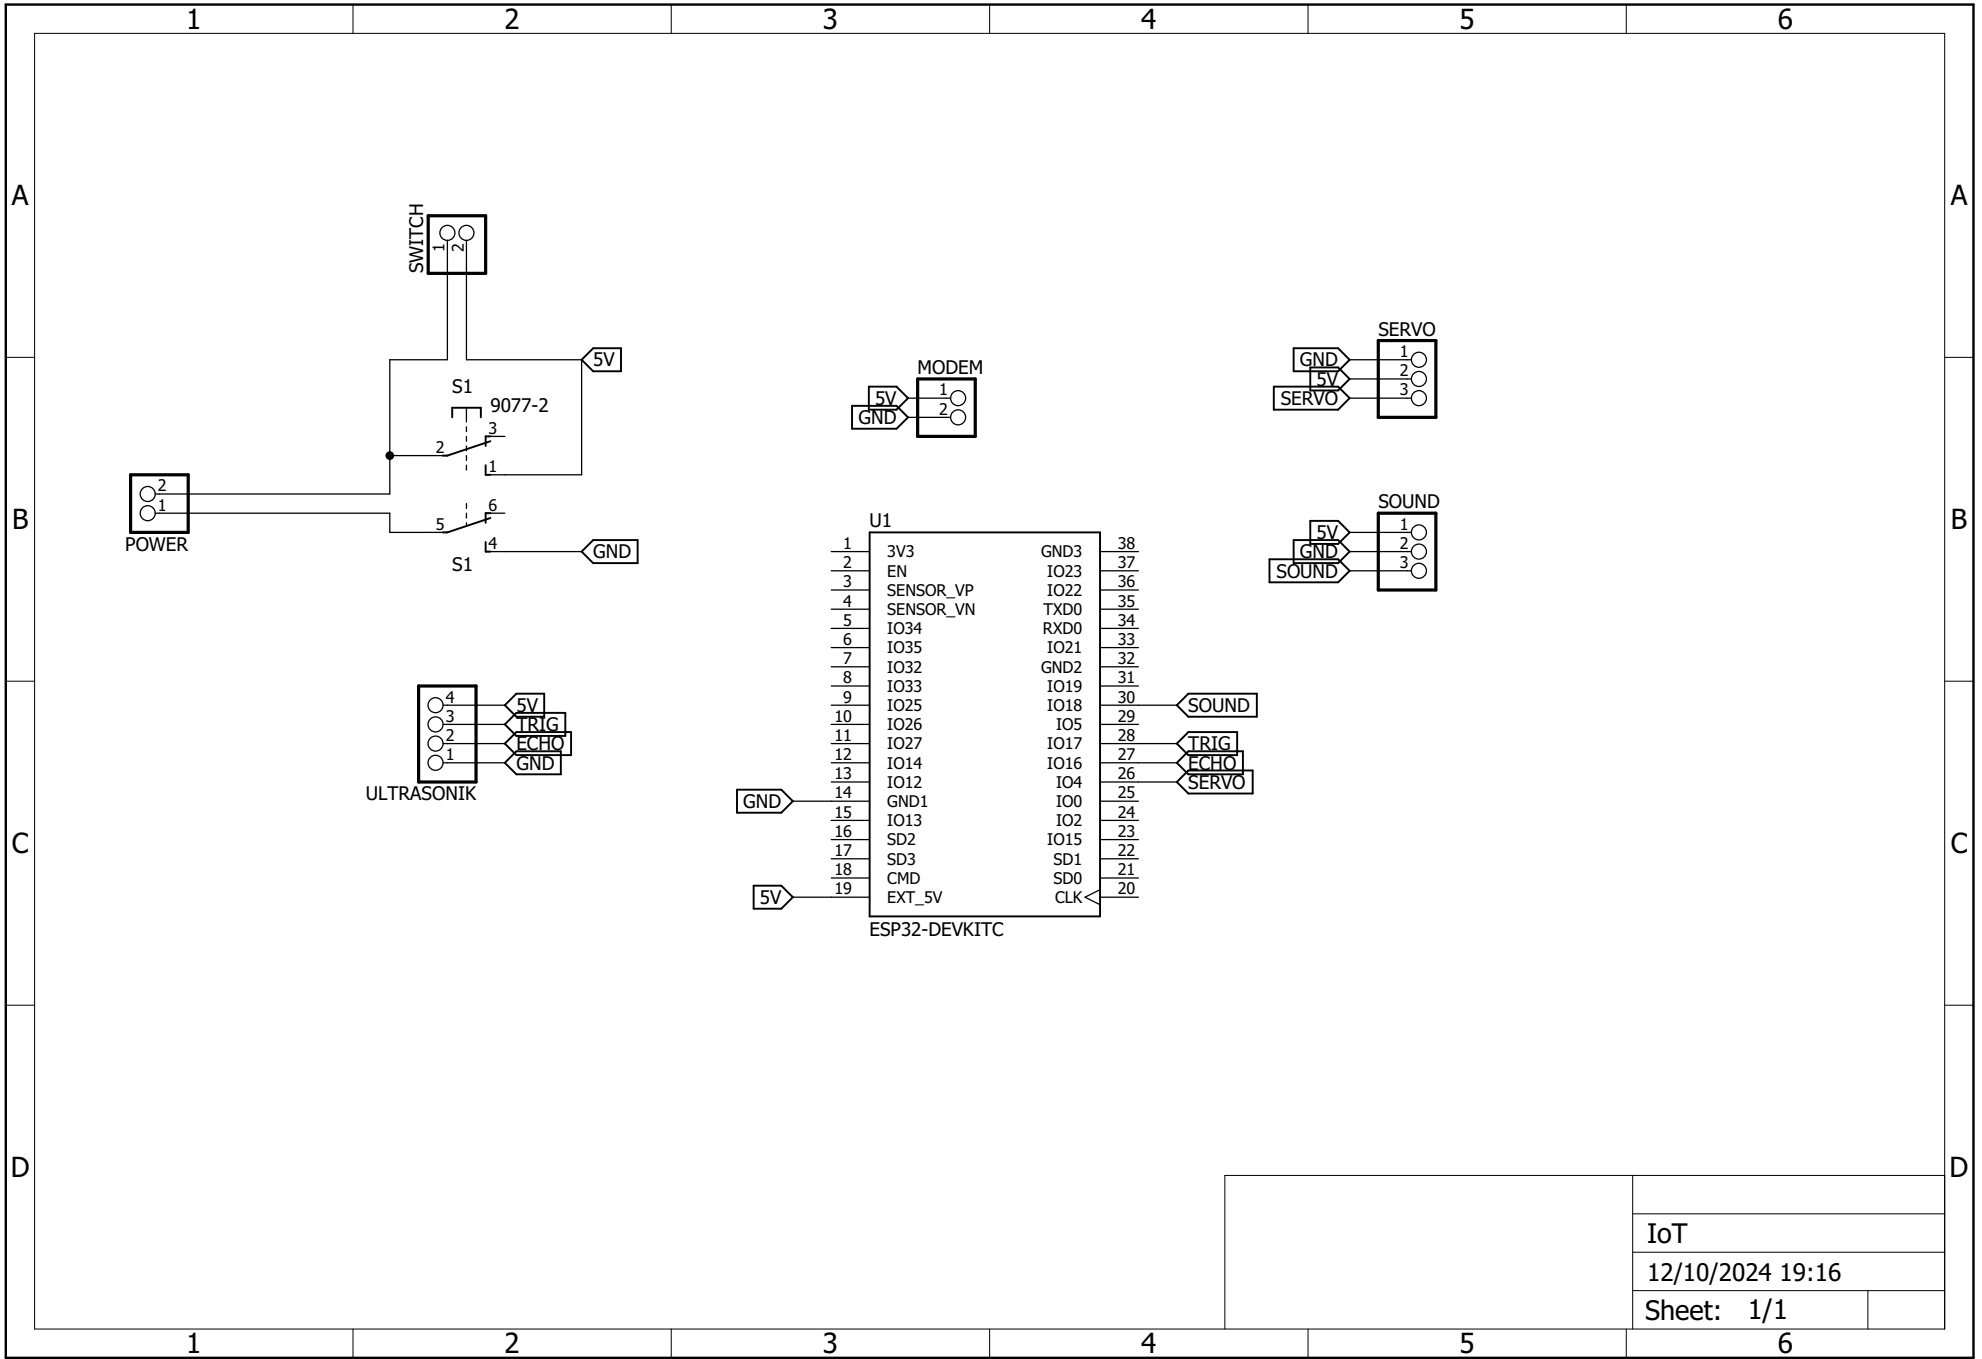 1 2 3 4 5 6
A A
SWITCH
1 2
5V
S1
9077-2
3
2
1
2
1
POWER
6
5
4
GND
S1
B B
MODEM
5V 1
GND 2
SERVO
GND 1
5V 2
SERVO 3
SOUND
5V 1
GND 2
SOUND 3
U1
1 3V3 GND3 38
2 EN IO23 37
3 SENSOR_VP IO22 36
4 SENSOR_VN TXD0 35
5 IO34 RXD0 34
6 IO35 IO21 33
7 IO32 GND2 32
8 IO33 IO19 31
9 IO25 IO18 30 SOUND
10 IO26 IO5 29
11 IO27 IO17 28 TRIG
12 IO14 IO16 27 ECHO
13 IO12 IO4 26 SERVO
GND 14 GND1 IO0 25
15 IO13 IO2 24
16 SD2 IO15 23
17 SD3 SD1 22
18 CMD SD0 21
5V 19 EXT_5V CLK 20
ESP32-DEVKITC
4 5V
3 TRIG
2 ECHO
1 GND
ULTRASONIK
C C
D D
IoT
12/10/2024 19:16
Sheet: 1/1
1 2 3 4 5 6